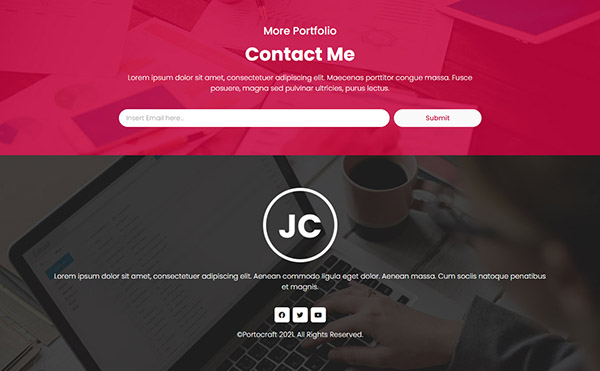 More Portfolio
Contact Me
Lorem ipsum dolor sit amet, consectetuer adipiscing elit. Maecenas porttitor congue massa. Fusce
posuere, magna sed pulvinar ultricies, purus lectus.
Insert Email here...
Submit
JC
Lorem ipsum dolor sit amet, consectetuer adipiscing elit. Aenean commodo ligula eget dolor. Aenean massa. Cum sociis natoque penatibus
et magnis.
©Portocraft 2021. All Rights Reserved.